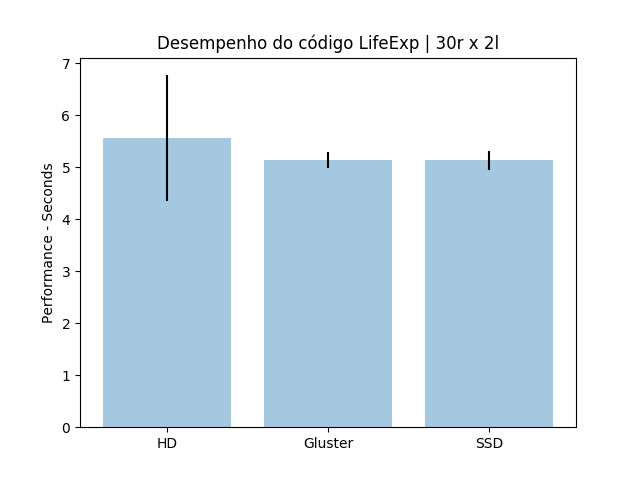 Desempenho do código LifeExp | 30r x 2l
Performance - Seconds
7
6
5
4
3
2
1
0
HD
Gluster
SSD